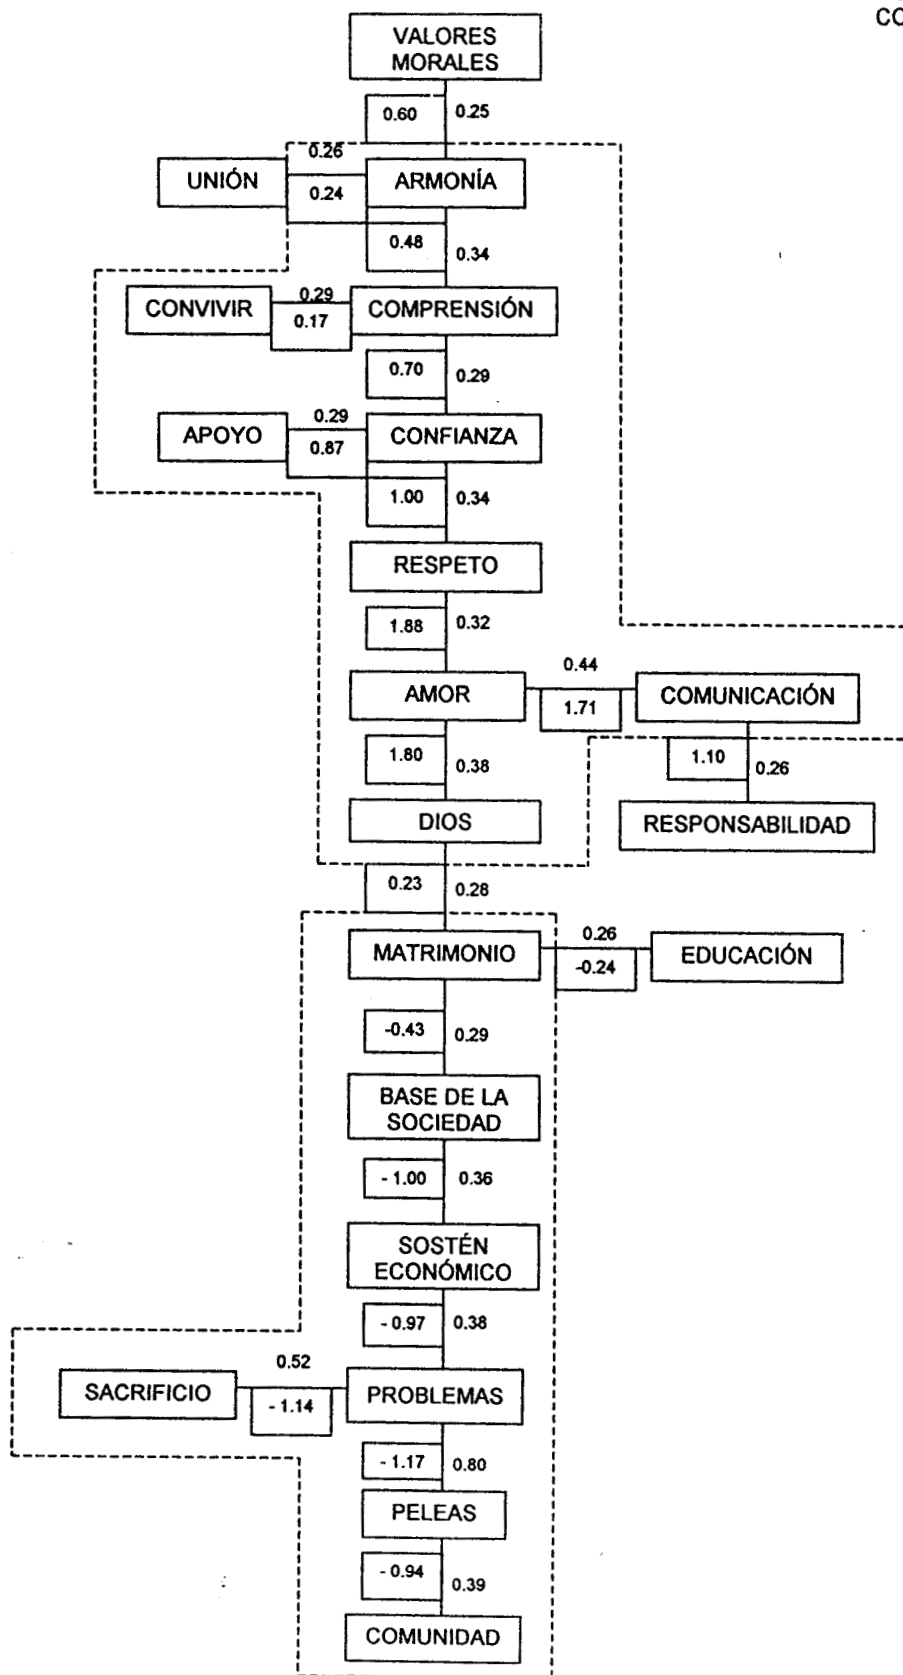 CO
VALORES
MORALES
0.60 0.25
0.26
UNIÓN ARMONÍA
0.24
0.48 0.34
0.29
CONVIVIR COMPRENSIÓN
0.17
0.70 0.29
0.29
APOYO CONFIANZA
0.87
1.00 0.34
RESPETO
1.88 0.32
0.44
AMOR COMUNICACIÓN
1.71
1.80 0.38 1.10 0.26
DIOS RESPONSABILIDAD
0.23 0.28
0.26
MATRIMONIO EDUCACIÓN
-0.24
-0.43 0.29
BASE DE LA
SOCIEDAD
- 1.00 0.36
SOSTÉN
ECONÓMICO
- 0.97 0.38
0.52
SACRIFICIO PROBLEMAS
- 1.14
- 1.17 0.80
PELEAS
- 0.94 0.39
COMUNIDAD